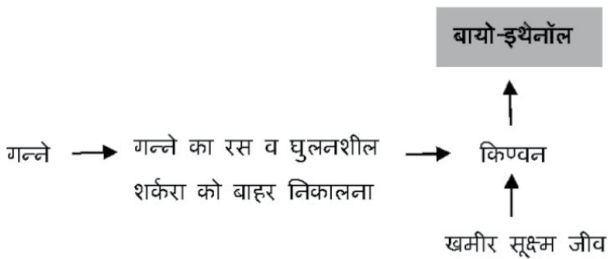 बायो-इथेनॉल
गन्ने
गन्ने का रस व घुलनशील
शर्करा को बाहर निकालना
किण्वन
खमीर सूक्ष्म जीव